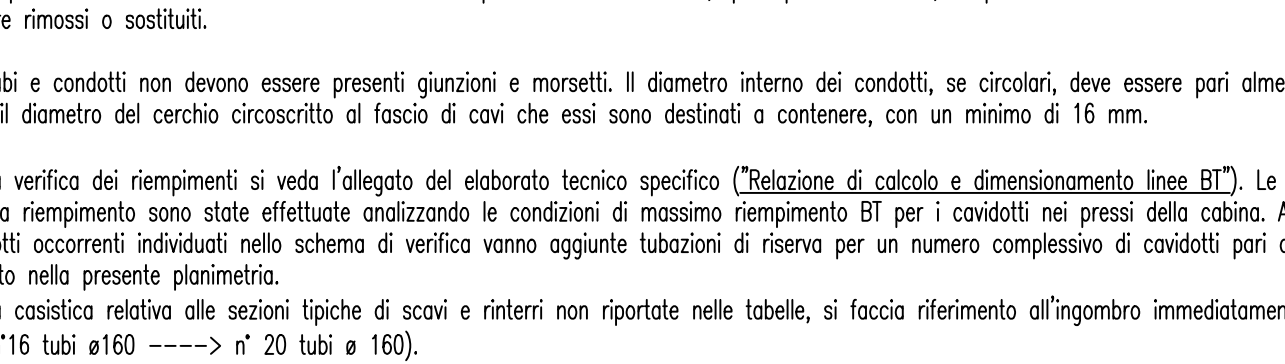 re rimossi o sostituiti.
ubi e condotti non devono essere presenti giunzioni e morsetti. Il diametro interno dei condotti, se circolari, deve essere pari alme
il diametro del cerchio circoscritto al fascio di cavi che essi sono destinati a contenere, con un minimo di 16 mm.
a verifica dei riempimenti si veda l'allegato del elaborato tecnico specifico ("Relazione di calcolo e dimensionamento linee BT"). Le
a riempimento sono state effettuate analizzando le condizioni di massimo riempimento BT per i cavidotti nei pressi della cabina. A
otti occorrenti individuati nello schema di verifica vanno aggiunte tubazioni di riserva per un numero complessivo di cavidotti pari a
to nella presente planimetria.
a casistica relativa alle sezioni tipiche di scavi e rinterri non riportate nelle tabelle, si faccia riferimento all'ingombro immediatamen
°16 tubi ø160 ----> n° 20 tubi ø 160).